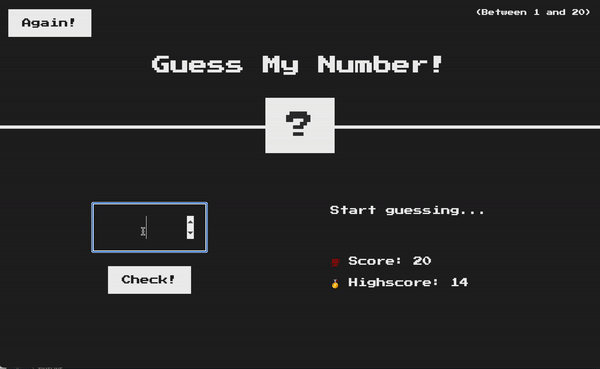 Again!
(Between 1 and 20)
Guess My Number!
?
Start guessing...
Check!
Score: 20
Highscore: 14